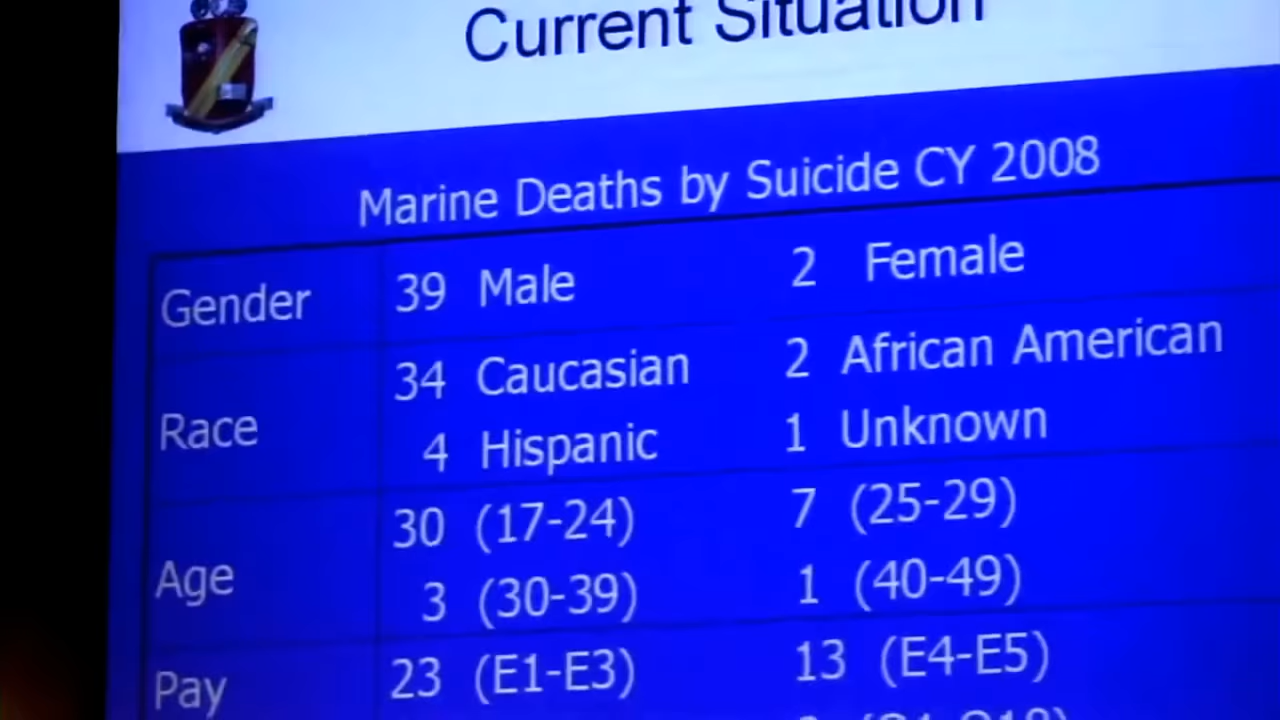 Current Situation
Marine Deaths by Suicide CY 2008
Gender 39 Male 2 Female
Race 34 Caucasian 2 African American
4 Hispanic 1 Unknown
Age 30 (17-24) 7 (25-29)
3 (30-39) 1 (40-49)
Pay 23 (E1-E3) 13 (E4-E5)